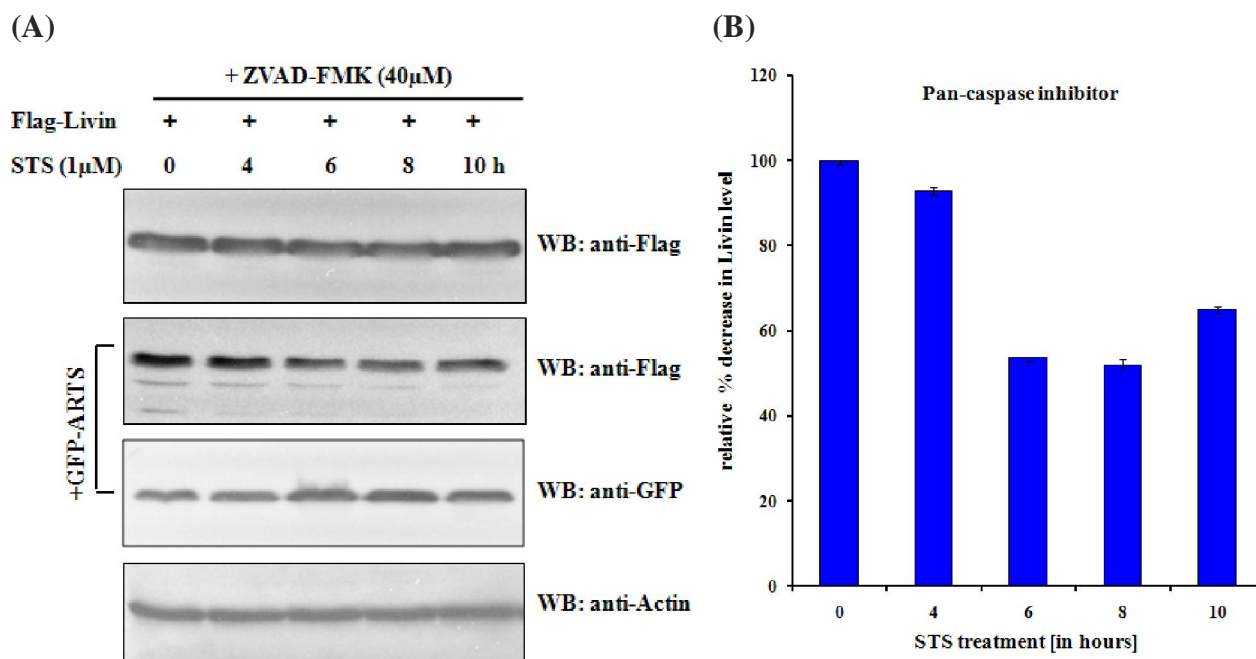 (A)
+ ZVAD-FMK (40μM)
Flag-Livin + + + + +
STS (1μM) 0 4 6 8 10 h
WB: anti-Flag
+GFP-ARTS
WB: anti-Flag
WB: anti-GFP
WB: anti-Actin
(B)
Pan-caspase inhibitor
relative % decrease in Livin level
120
100
80
60
40
20
0
0 4 6 8 10
STS treatment [in hours]